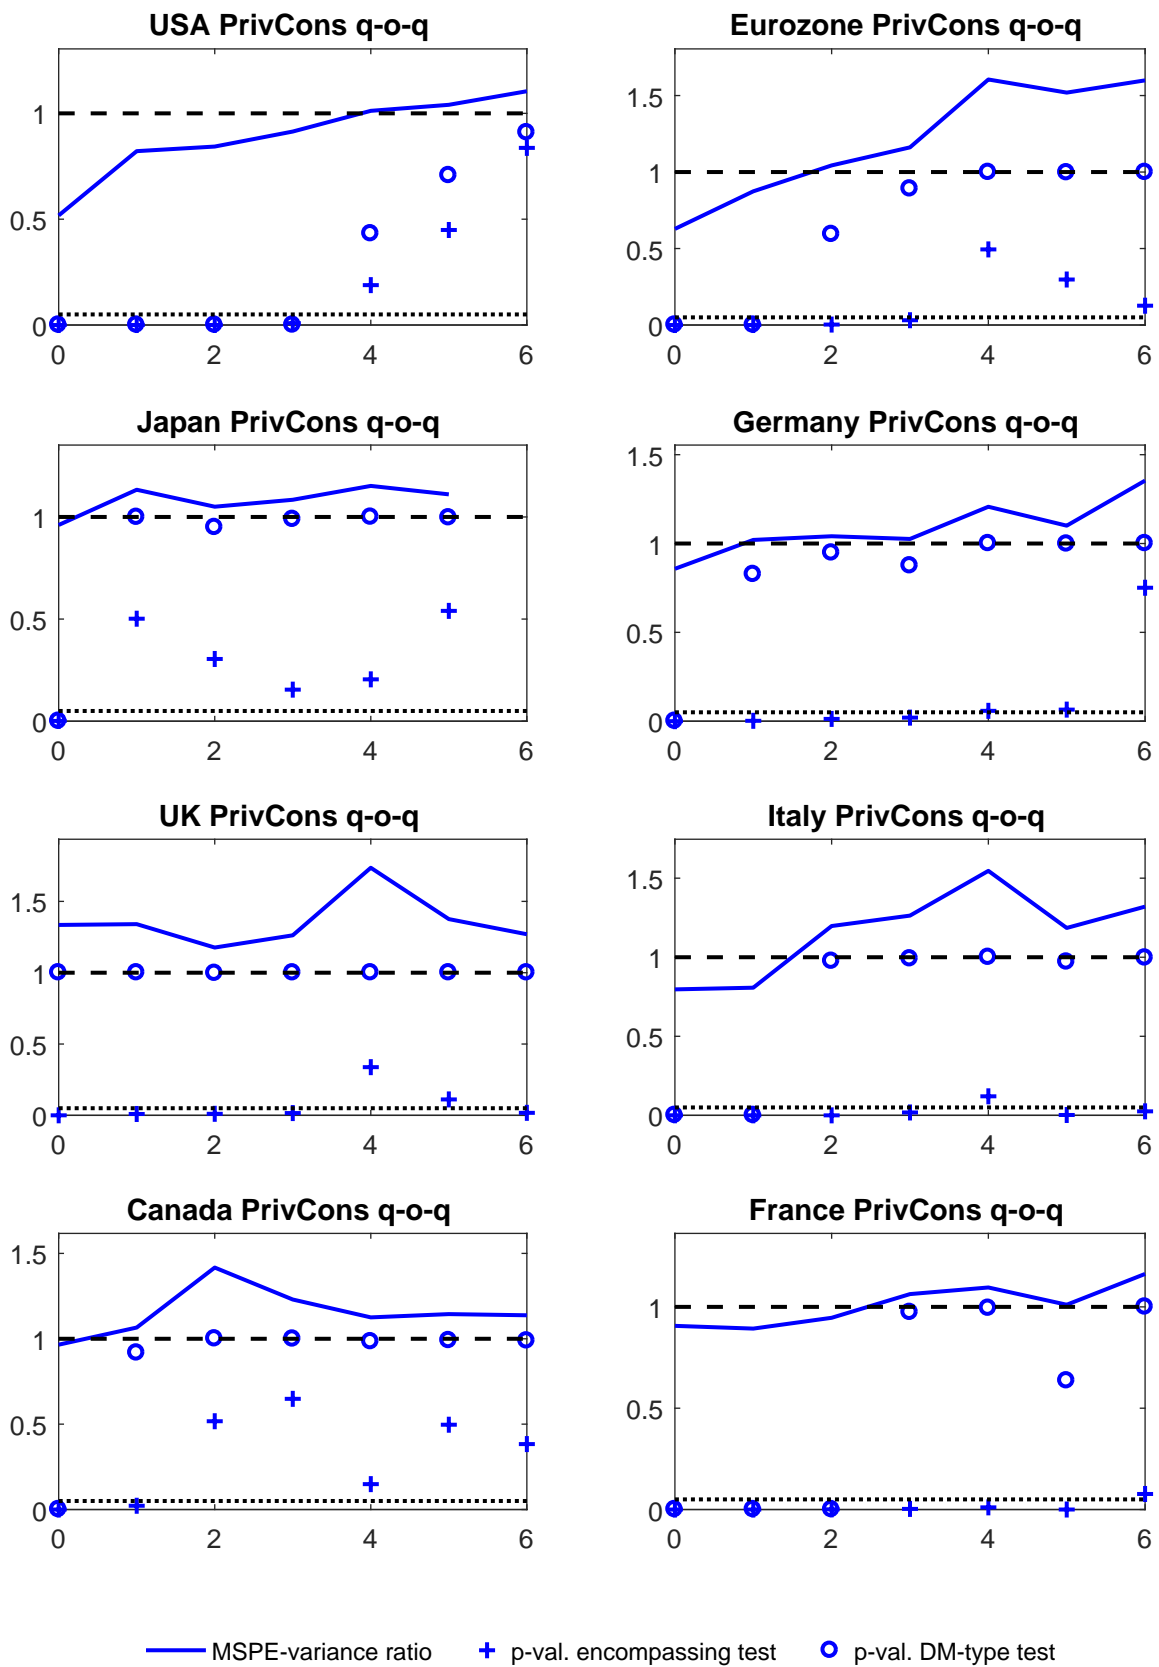 USA PrivCons q-o-q
1
0.5
0
0 2 4 6
Eurozone PrivCons q-o-q
1.5
1
0.5
0
0 2 4 6
Japan PrivCons q-o-q
1
0.5
0
0 2 4 6
Germany PrivCons q-o-q
1.5
1
0.5
0
0 2 4 6
UK PrivCons q-o-q
1.5
1
0.5
0
0 2 4 6
Italy PrivCons q-o-q
1.5
1
0.5
0
0 2 4 6
Canada PrivCons q-o-q
1.5
1
0.5
0
0 2 4 6
France PrivCons q-o-q
1
0.5
0
0 2 4 6
MSPE-variance ratio p-val. encompassing test p-val. DM-type test